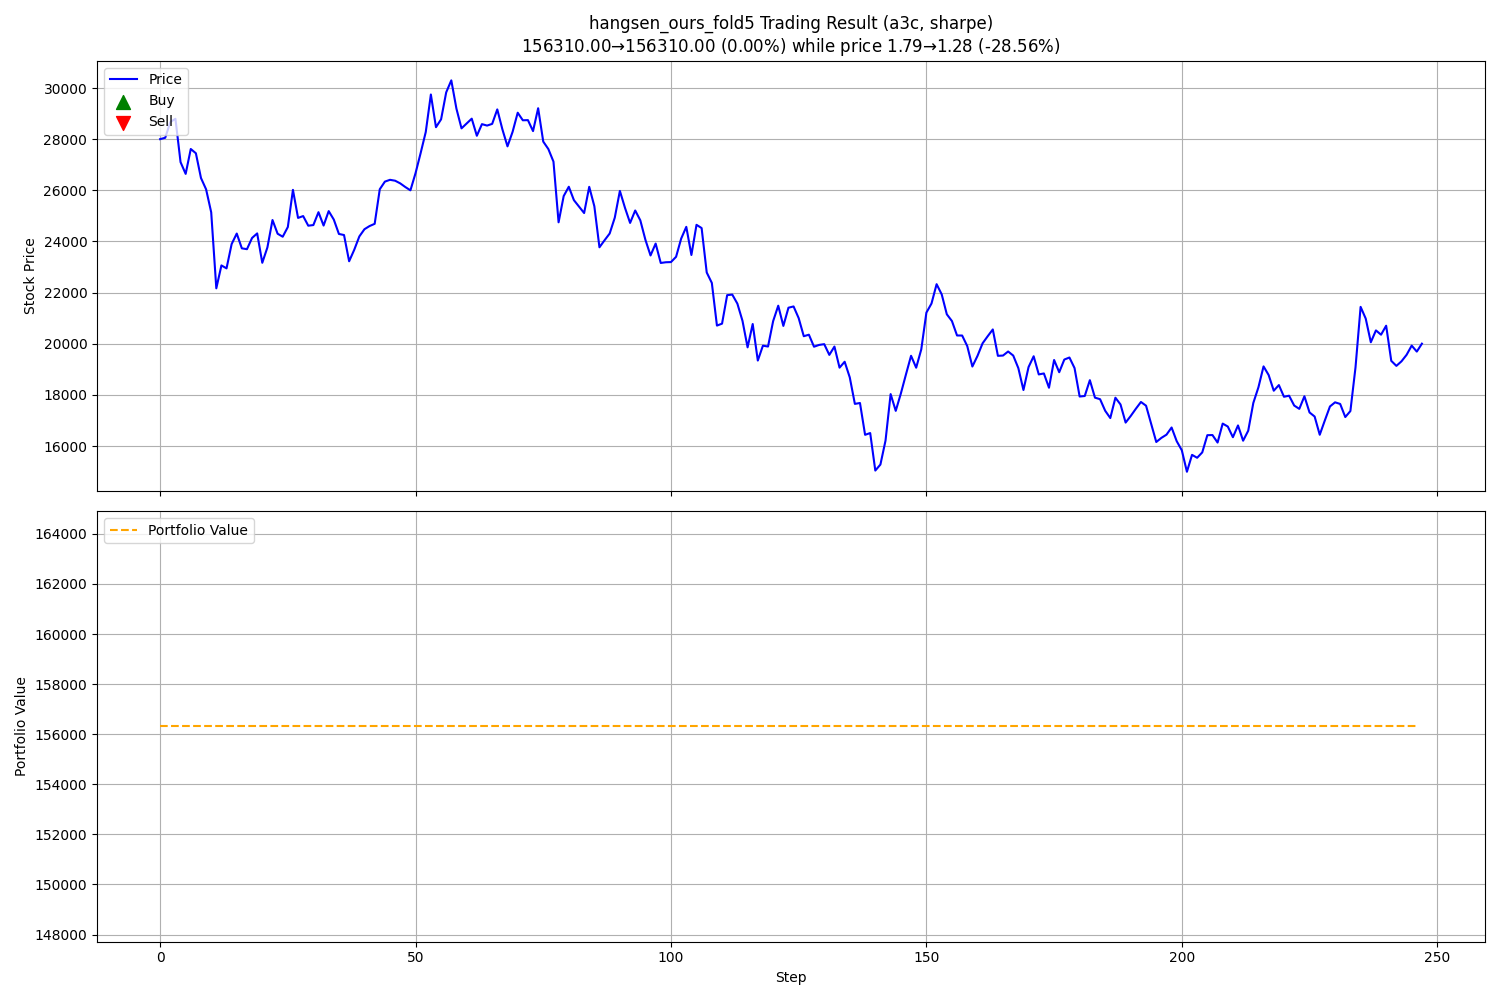 hangsen_ours_fold5 Trading Result (a3c, sharpe)
156310.00→156310.00 (0.00%) while price 1.79→1.28 (-28.56%)
Price
Buy
Sell
Stock Price
30000
28000
26000
24000
22000
20000
18000
16000
Portfolio Value
Portfolio Value
164000
162000
160000
158000
156000
154000
152000
150000
148000
0 50 100 150 200 250
Step